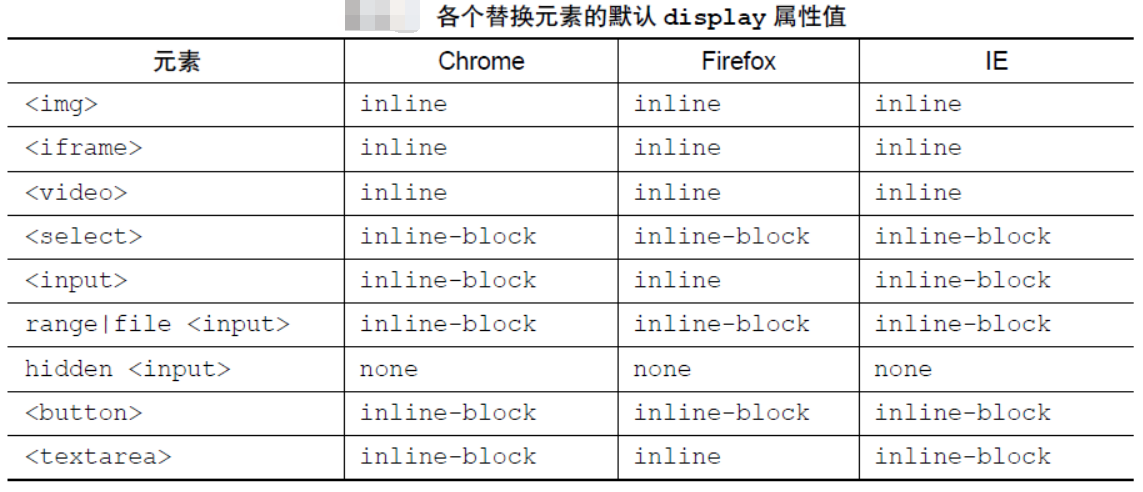 各个替换元素的默认 display 属性值
元素 Chrome Firefox IE
<img> inline inline inline
<iframe> inline inline inline
<video> inline inline inline
<select> inline-block inline-block inline-block
<input> inline-block inline inline-block
range|file <input> inline-block inline-block inline-block
hidden <input> none none none
<button> inline-block inline-block inline-block
<textarea> inline-block inline inline-block